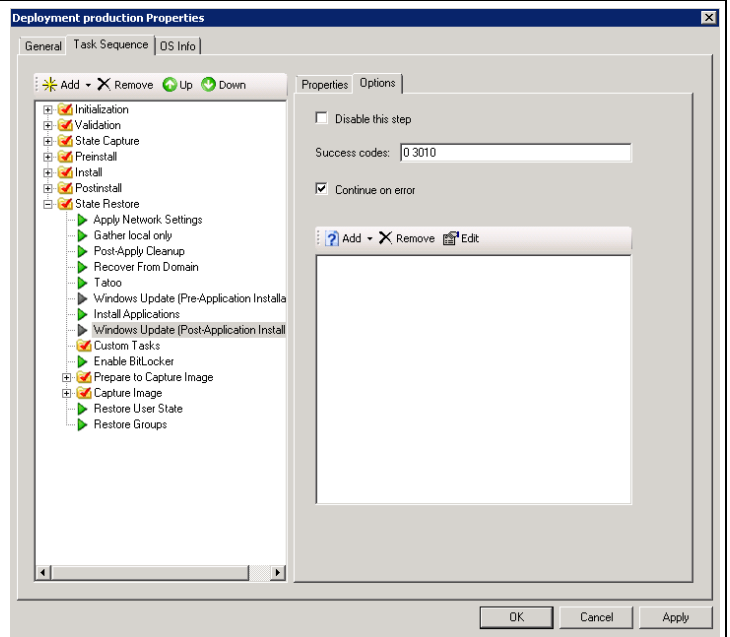 Deployment production Properties
General Task Sequence OS Info
Add Remove Up Down
Initialization
Validation
State Capture
Preinstall
Install
Postinstall
State Restore
Apply Network Settings
Gather local only
Post-Apply Cleanup
Recover From Domain
Tatoo
Windows Update (Pre-Application Installa
Install Applications
Windows Update (Post-Application Install
Custom Tasks
Enable BitLocker
Prepare to Capture Image
Capture Image
Restore User State
Restore Groups
Properties Options
Disable this step
Success codes: 0 3010
Continue on error
Add Remove Edit
OK Cancel Apply